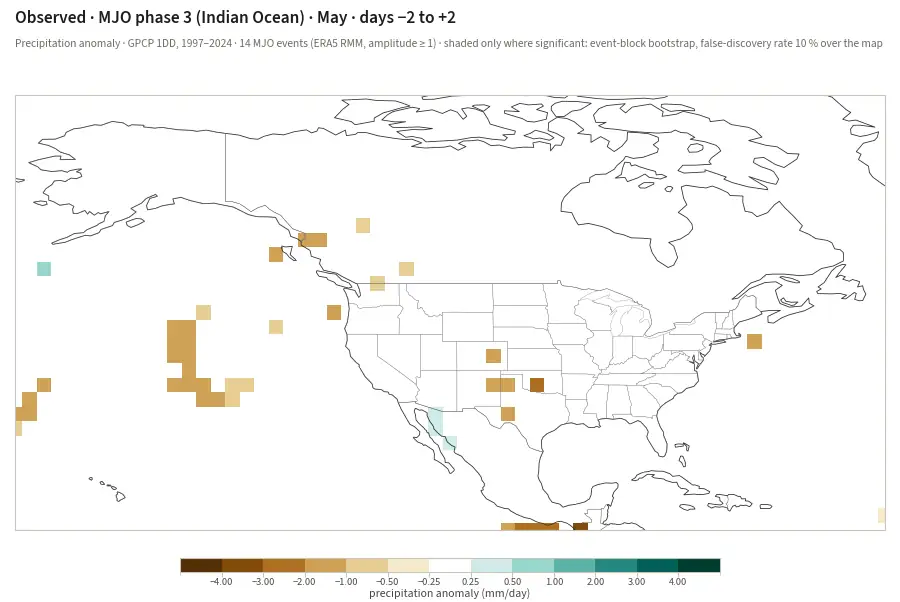 Observed · MJO phase 3 (Indian Ocean) · May · days −2 to +2
Precipitation anomaly · GPCP 1DD, 1997–2024 · 14 MJO events (ERA5 RMM, amplitude ≥ 1) · shaded only where significant: event-block bootstrap, false-discovery rate 10 % over the map
−4.00 −3.00 −2.00 −1.00 −0.50 −0.25 0.25 0.50 1.00 2.00 3.00 4.00
precipitation anomaly (mm/day)